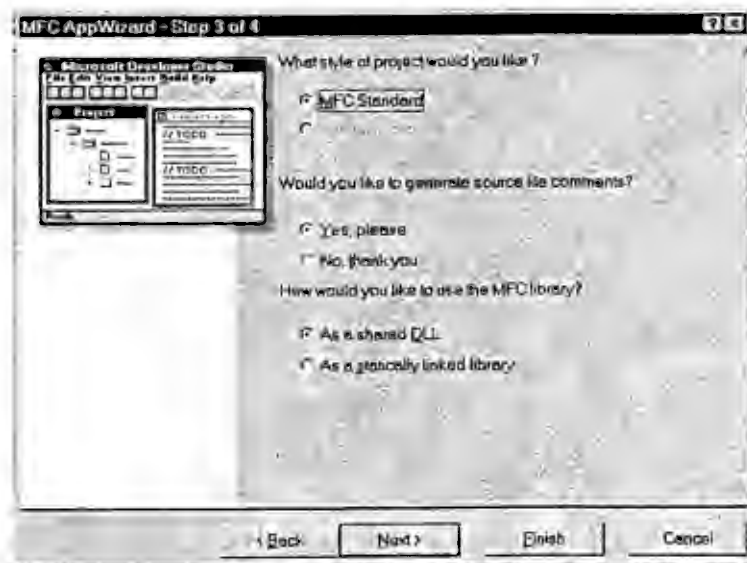 MFC AppWizard - Step 3 of 4
Microsoft Developer Studio
File Edit View Insert Build Help
Project
// TODO
// TODO
What style of project would you like?
MFC Standard
Would you like to generate source file comments?
Yes, please
No, thank you
How would you like to use the MFC library?
As a shared DLL
As a statically linked library
< Back
Next >
Finish
Cancel